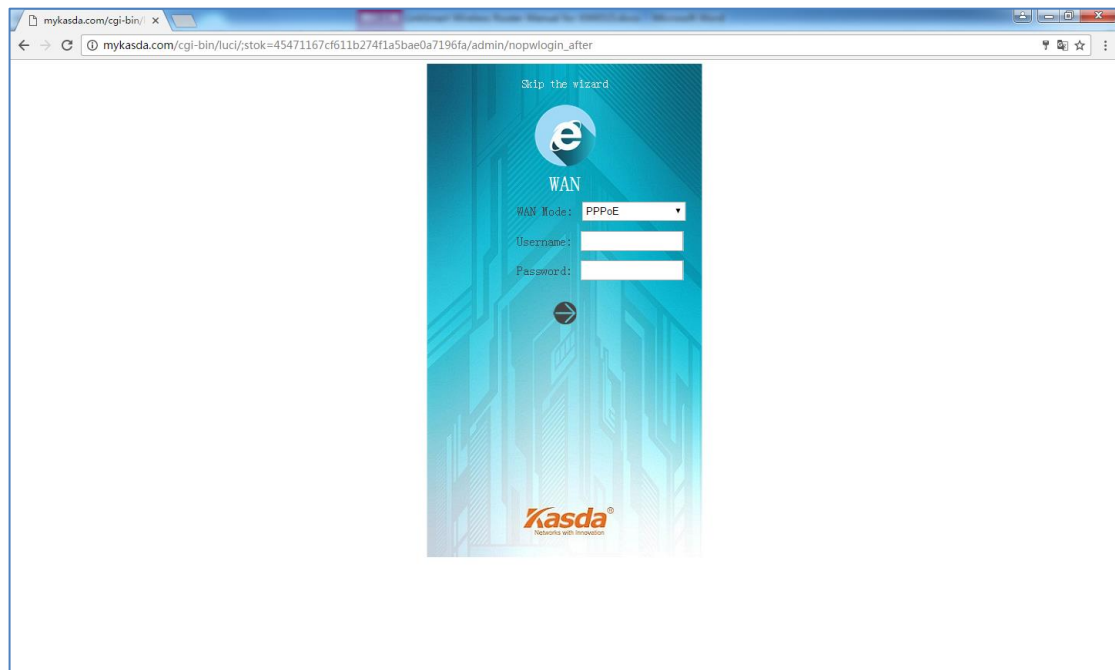 mykasda.com/cgi-bin/
mykasda.com/cgi-bin/luci/;stok=45471167cf611b274f1a5bae0a7196fa/admin/nopwlogin_after
Skip the wizard
WAN
WAN Mode: PPPoE
Username:
Password:
Kasda®
Networks with Innovation